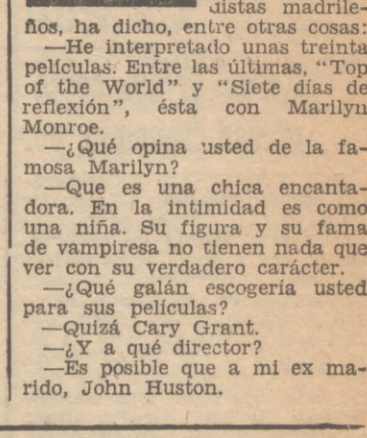 distas madrile-
ños, ha dicho, entre otras cosas:
—He interpretado unas treinta
películas. Entre las últimas, “Top
of the World” y “Siete días de
reflexión”, ésta con Marilyn
Monroe.
—¿Qué opina usted de la fa-
mosa Marilyn?
—Que es una chica encanta-
dora. En la intimidad es como
una niña. Su figura y su fama
de vampiresa no tienen nada que
ver con su verdadero carácter.
—¿Qué galán escogería usted
para sus películas?
—Quizá Cary Grant.
—¿Y a qué director?
—Es posible que a mi ex ma-
rido, John Huston.